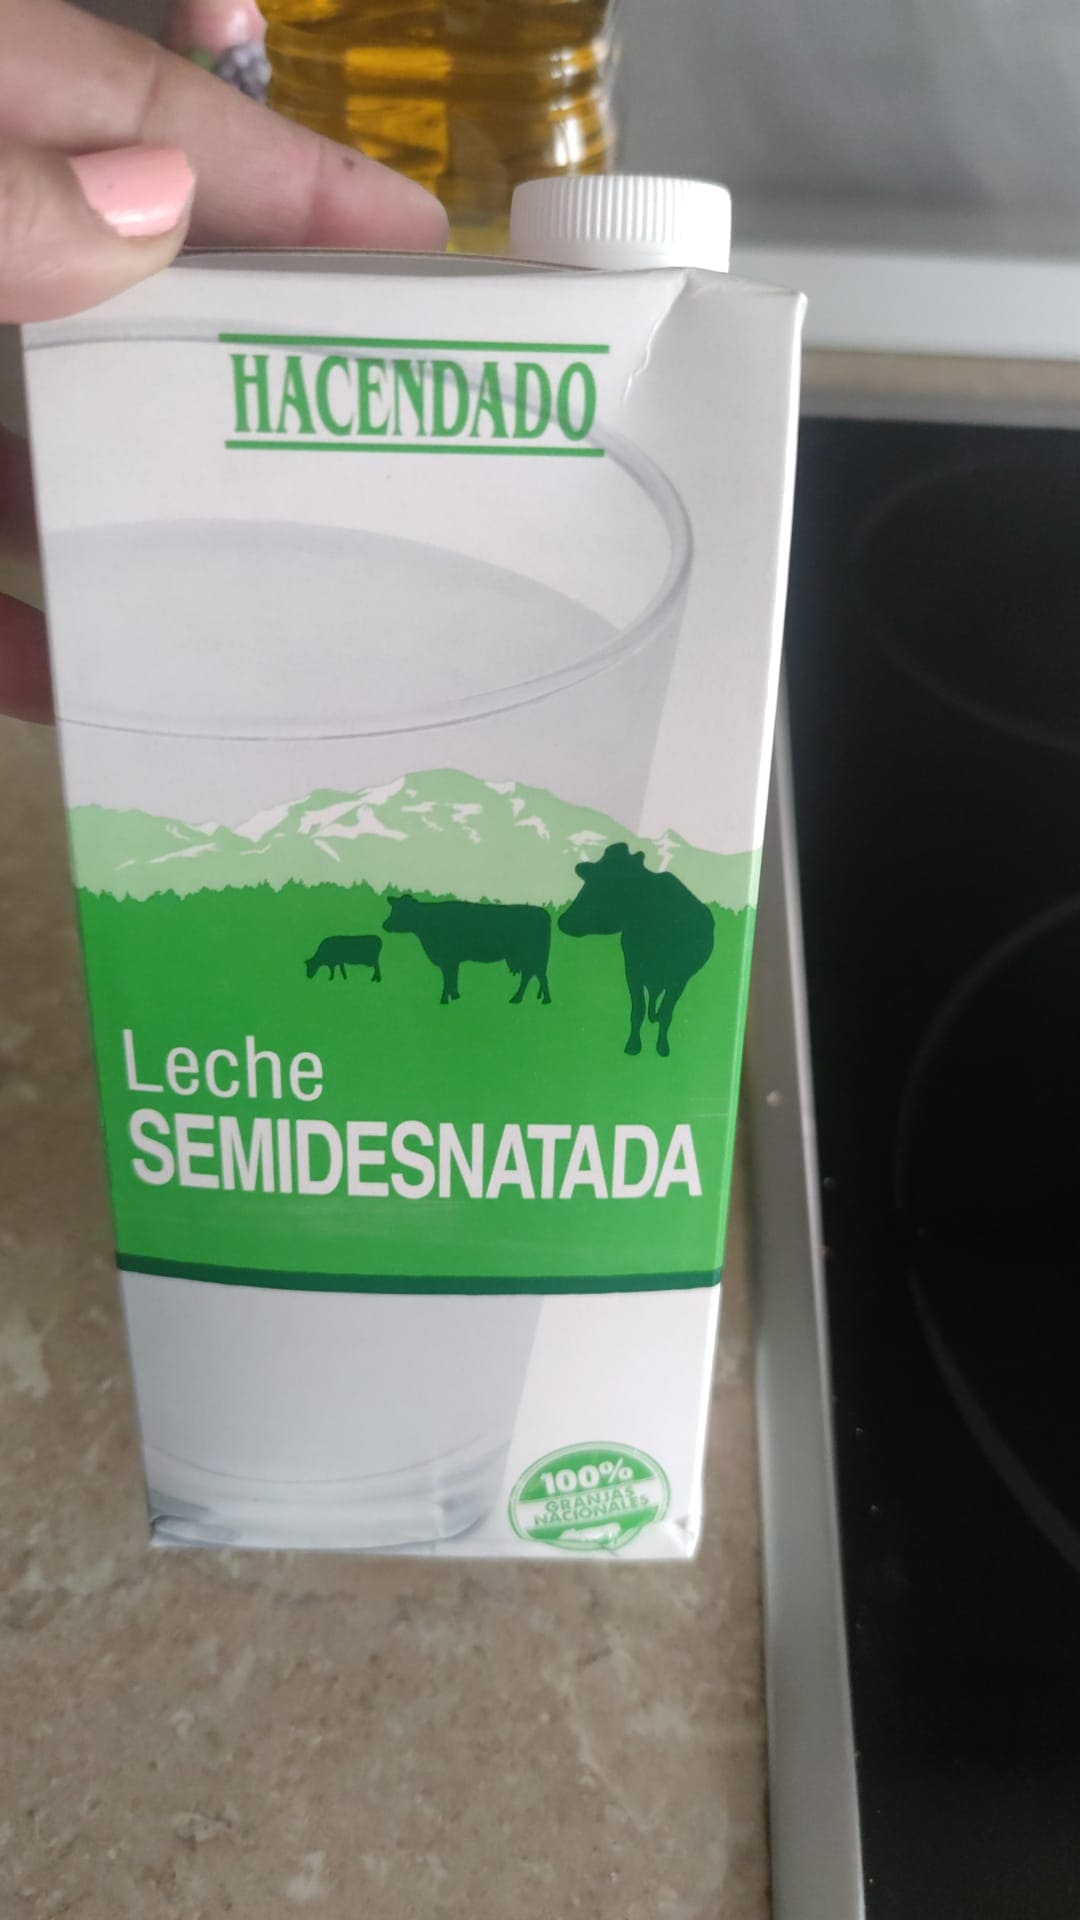 HACENDADO
Leche
SEMIDESNATADA
100%
GRANJAS
NACIONALES